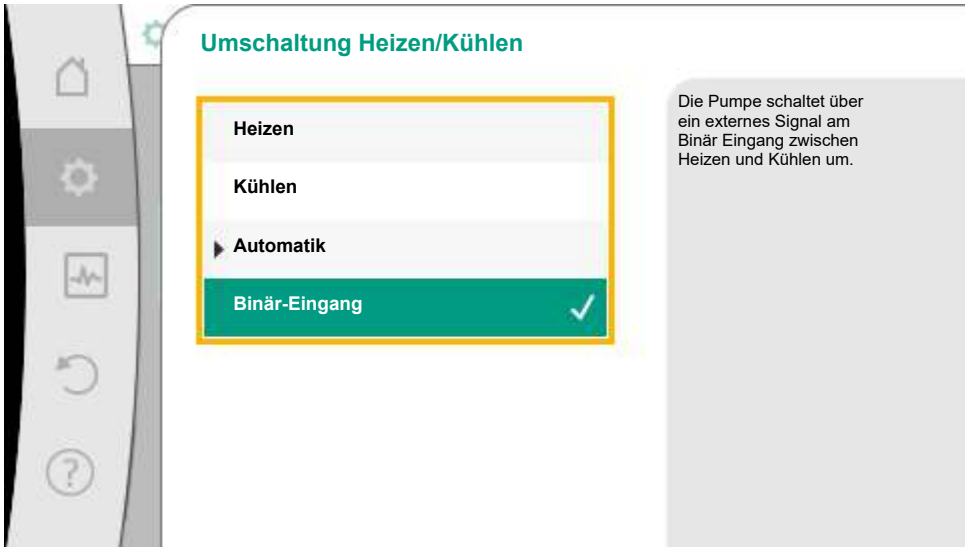 Umschaltung Heizen/Kühlen
Heizen
Kühlen
Automatik
Binär-Eingang
Die Pumpe schaltet über
ein externes Signal am
Binär Eingang zwischen
Heizen und Kühlen um.
?